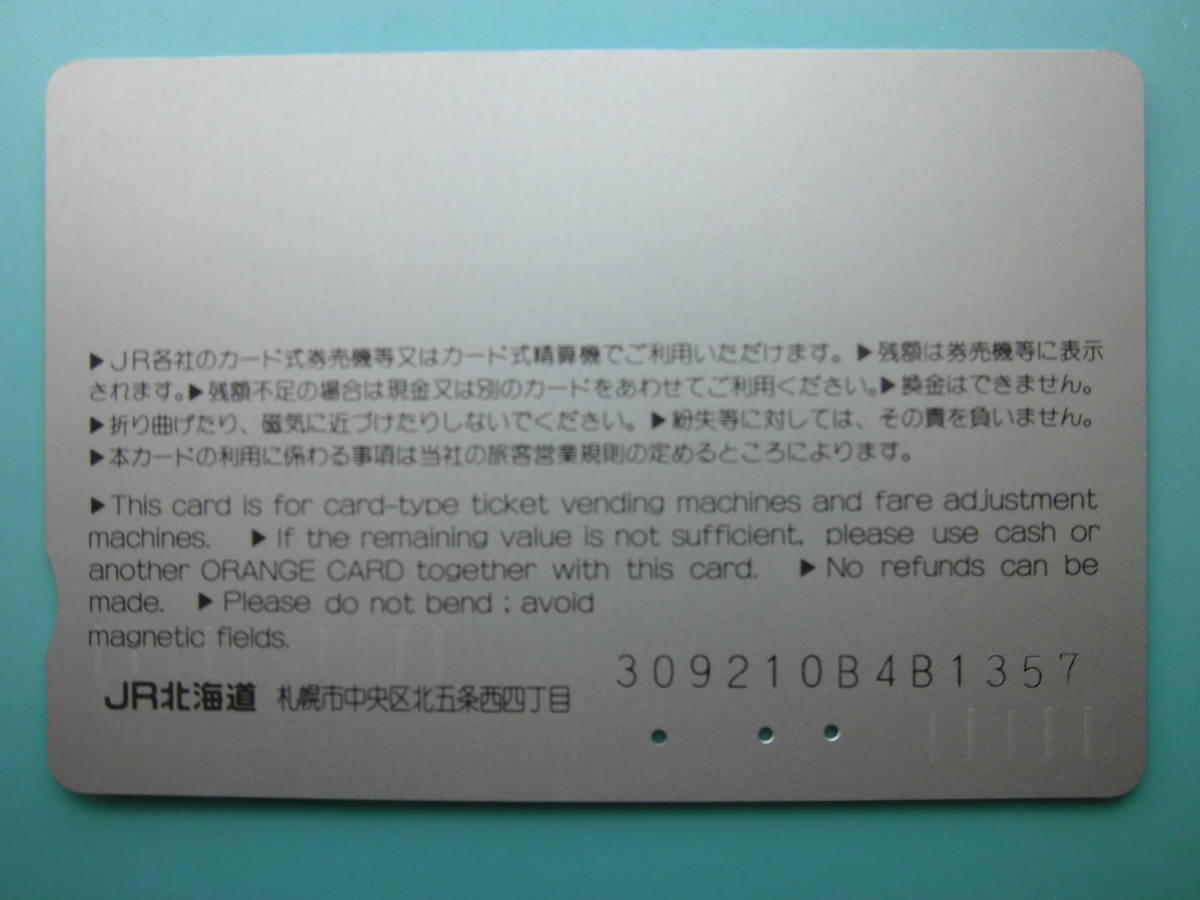 ▶JR各社のカード式券売機等又はカード式精算機でご利用いただけます。▶残額は券売機等に表示
されます。▶残額不足の場合は現金又は別のカードをあわせてご利用ください。▶換金はできません。
▶折り曲げたり、磁気に近づけたりしないでください。▶紛失等に対しては、その責を負いません。
▶本カードの利用に係わる事項は当社の旅客営業規則の定めるところによります。
▶This card is for card-type ticket vending machines and fare adjustment
machines. ▶If the remaining value is not sufficient, please use cash or
another ORANGE CARD together with this card. ▶No refunds can be
made. ▶Please do not bend; avoid
magnetic fields.
309210B4B1357
JR北海道 札幌市中央区北五条西四丁目